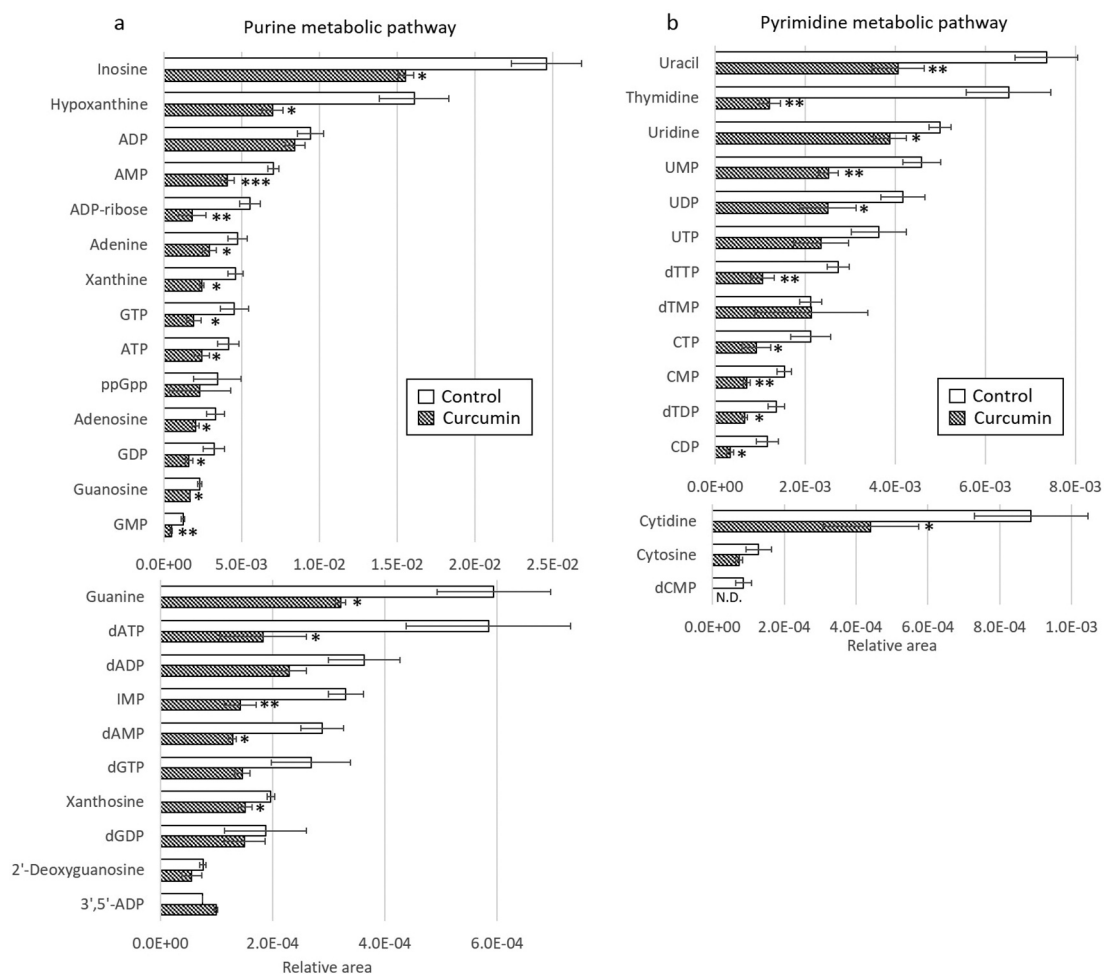 a
Purine metabolic pathway
Inosine
*
Hypoxanthine
*
ADP
AMP
***
ADP-ribose
**
Adenine
*
Xanthine
*
GTP
*
ATP
*
ppGpp
Adenosine
*
GDP
*
Guanosine
*
GMP
**
Control
Curcumin
0.0E+00 5.0E-03 1.0E-02 1.5E-02 2.0E-02 2.5E-02
Guanine
*
dATP
*
dADP
IMP
**
dAMP
*
dGTP
Xanthosine
*
dGDP
2'-Deoxyguanosine
3',5'-ADP
0.0E+00 2.0E-04 4.0E-04 6.0E-04
Relative area
b
Pyrimidine metabolic pathway
Uracil
**
Thymidine
**
Uridine
*
UMP
**
UDP
*
UTP
dTTP
**
dTMP
CTP
*
CMP
**
dTDP
*
CDP
*
Control
Curcumin
0.0E+00 2.0E-03 4.0E-03 6.0E-03 8.0E-03
Cytidine
*
Cytosine
dCMP
N.D.
0.0E+00 2.0E-04 4.0E-04 6.0E-04 8.0E-04 1.0E-03
Relative area